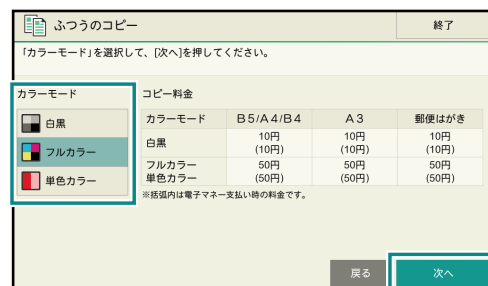 ふつうのコピー
終了
「カラーモード」を選択して、[次へ]を押してください。
カラーモード
白黒
フルカラー
単色カラー
コピー料金
カラーモード B5/A4/B4 A3 郵便はがき
白黒 10円 10円 10円
(10円) (10円) (10円)
フルカラー 50円 50円 50円
単色カラー (50円) (50円) (50円)
※括弧内は電子マネー支払い時の料金です。
戻る
次へ